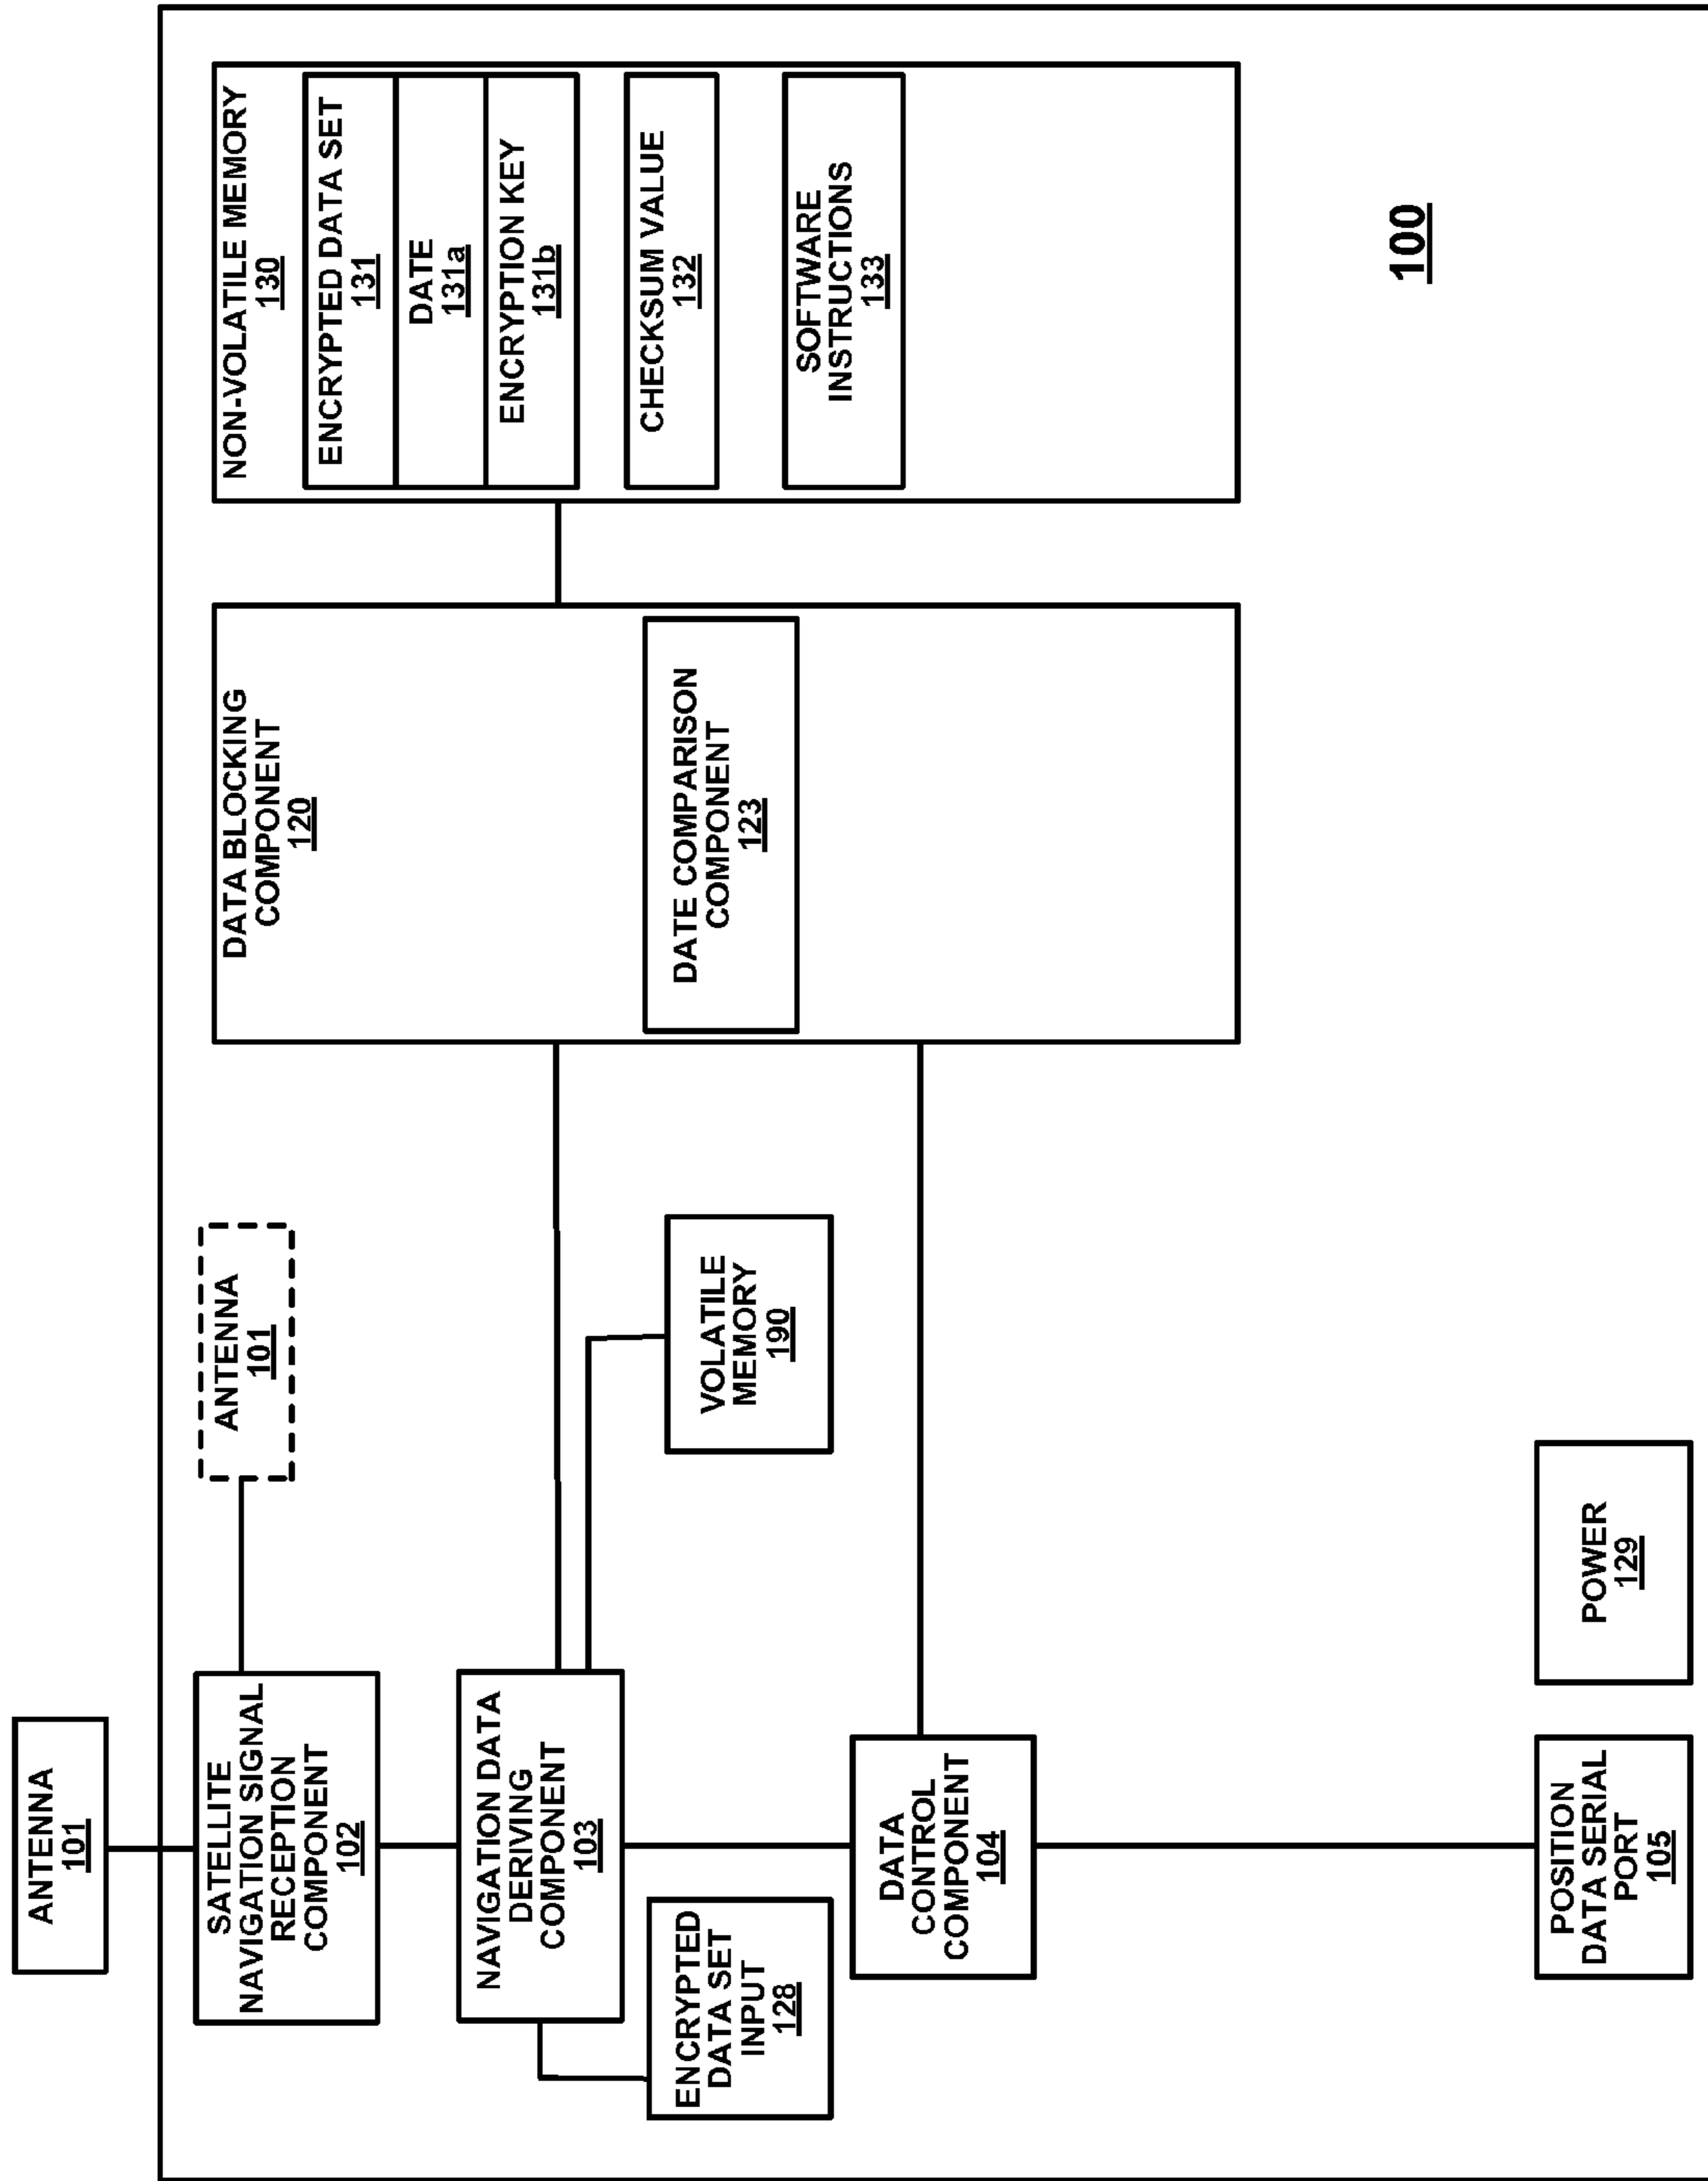 ANTENNA
101
SATELLITE
NAVIGATION SIGNAL
RECEPTION
COMPONENT
102
ANTENNA
101
NAVIGATION DATA
DERIVING
COMPONENT
103
ENCRYPTED
DATA SET
INPUT
128
VOLATILE
MEMORY
190
DATA
CONTROL
COMPONENT
104
POSITION
DATA SERIAL
PORT
105
POWER
129
DATA BLOCKING
COMPONENT
120
DATE COMPARISON
COMPONENT
123
NON-VOLATILE MEMORY
130
ENCRYPTED DATA SET
131
DATE
131a
ENCRYPTION KEY
131b
CHECKSUM VALUE
132
SOFTWARE
INSTRUCTIONS
133
100